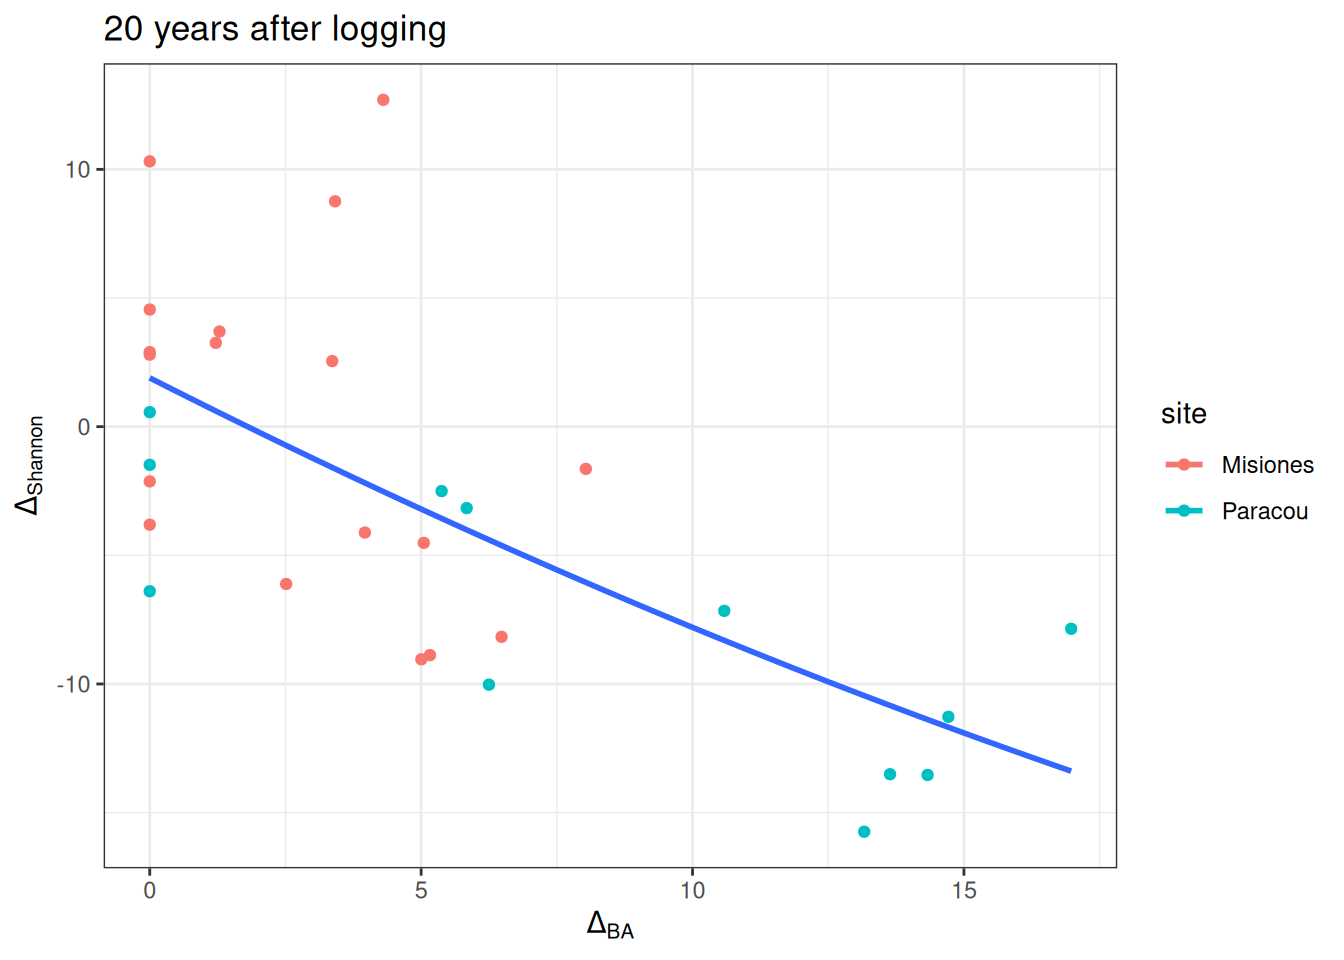 20 years after logging
10
0
-10
ΔShannon
0
5
10
15
ΔBA
site
Misiones
Paracou